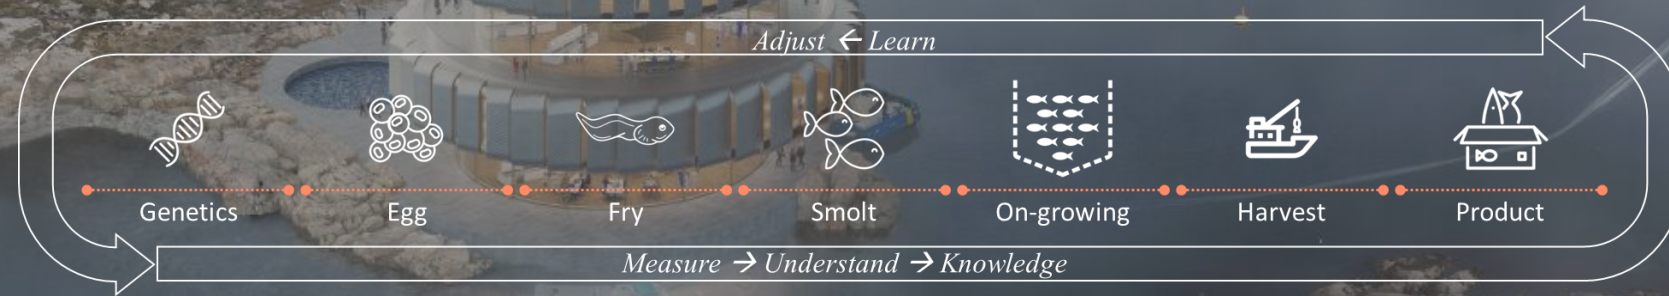 Adjust ← Learn
Genetics Egg Fry Smolt On-growing Harvest Product
Measure → Understand → Knowledge